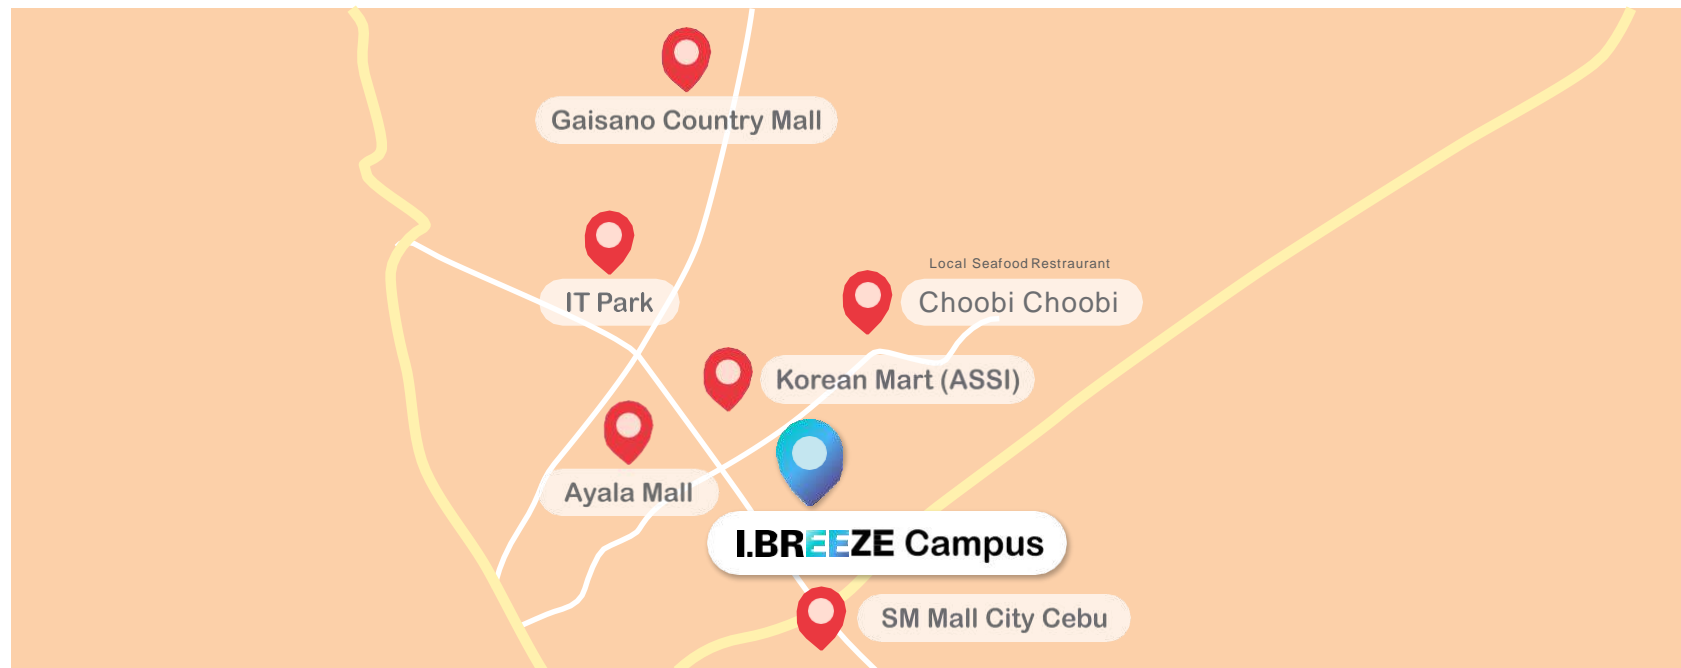 Gaisano Country Mall
IT Park
Local Seafood Restraurant
Choobi Choobi
Korean Mart (ASSI)
Ayala Mall
I.BREEZE Campus
SM Mall City Cebu